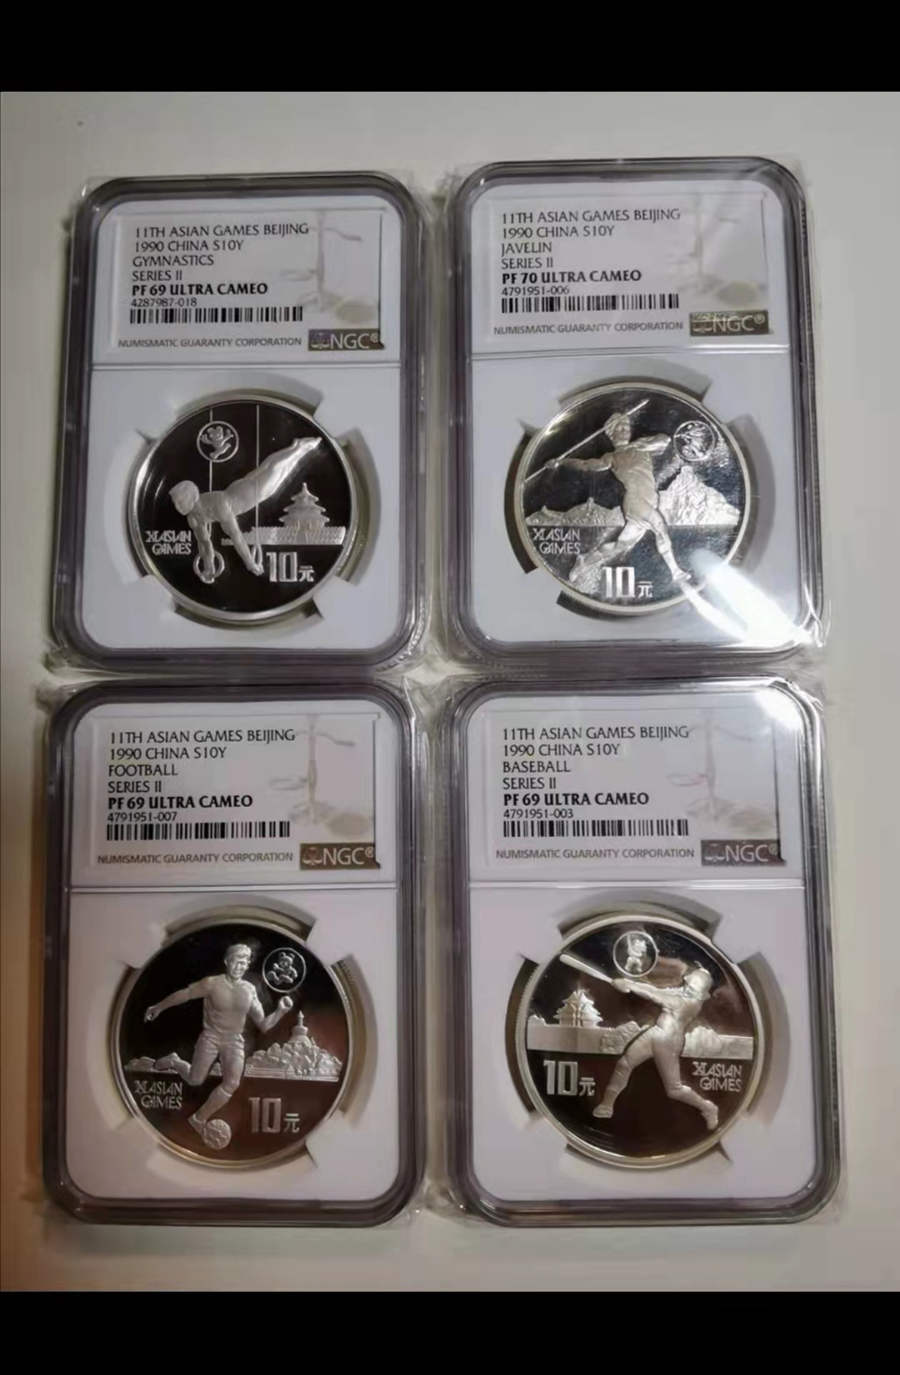 11TH ASIAN GAMES BEIJING
1990 CHINA S10Y
GYMNASTICS
SERIES II
PF 69 ULTRA CAMEO
4287987-018
NUMISMATIC GUARANTY CORPORATION
NGC®
XI ASIAN
GAMES
10元
11TH ASIAN GAMES BEIJING
1990 CHINA S10Y
JAVELIN
SERIES II
PF 70 ULTRA CAMEO
4791951-006
NUMISMATIC GUARANTY CORPORATION
NGC®
XI ASIAN
GAMES
10元
11TH ASIAN GAMES BEIJING
1990 CHINA S10Y
FOOTBALL
SERIES II
PF 69 ULTRA CAMEO
4791951-007
NUMISMATIC GUARANTY CORPORATION
NGC®
XI ASIAN
GAMES
10元
11TH ASIAN GAMES BEIJING
1990 CHINA S10Y
BASEBALL
SERIES II
PF 69 ULTRA CAMEO
4791951-003
NUMISMATIC GUARANTY CORPORATION
NGC®
10元
XI ASIAN
GAMES